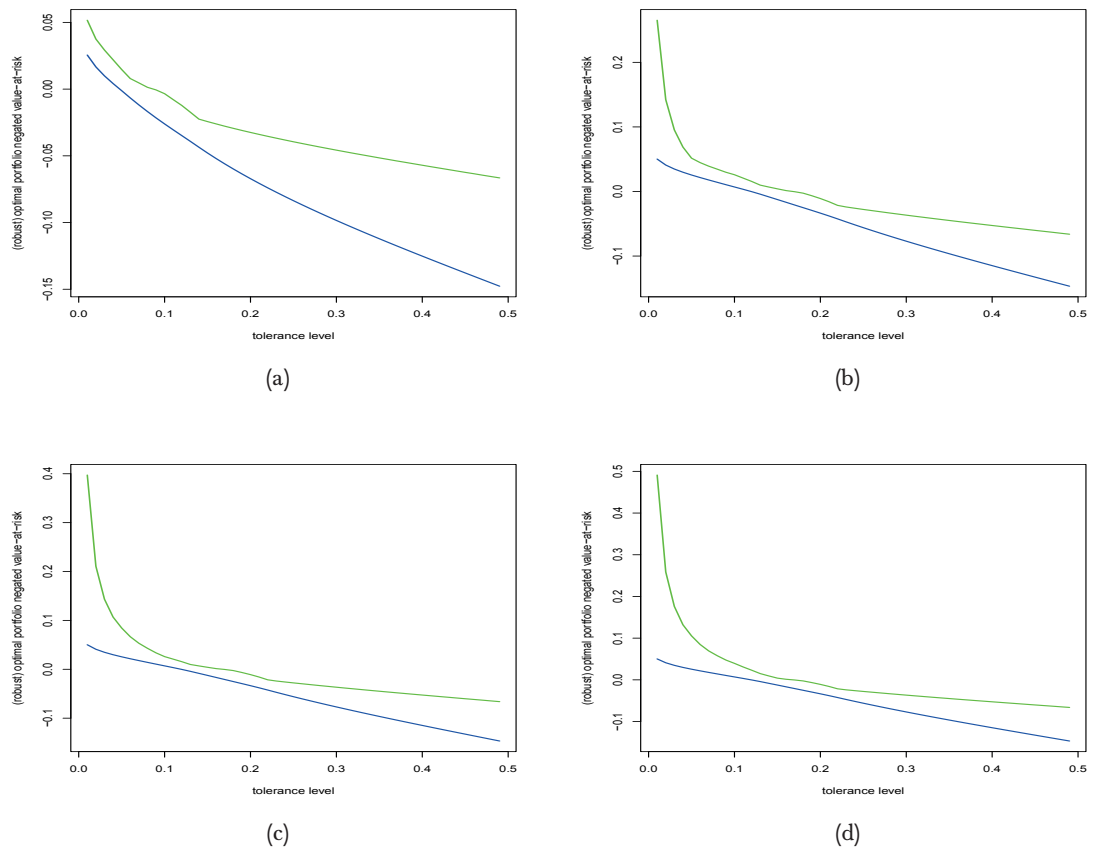 (robust) optimal portfolio negated value−at−risk
0.05
0.00
−0.05
−0.10
−0.15
0.0 0.1 0.2 0.3 0.4 0.5
tolerance level
(a)
(robust) optimal portfolio negated value−at−risk
0.2
0.1
0.0
−0.1
0.0 0.1 0.2 0.3 0.4 0.5
tolerance level
(b)
(robust) optimal portfolio negated value−at−risk
0.4
0.3
0.2
0.1
0.0
−0.1
0.0 0.1 0.2 0.3 0.4 0.5
tolerance level
(c)
(robust) optimal portfolio negated value−at−risk
0.5
0.4
0.3
0.2
0.1
0.0
−0.1
0.0 0.1 0.2 0.3 0.4 0.5
tolerance level
(d)